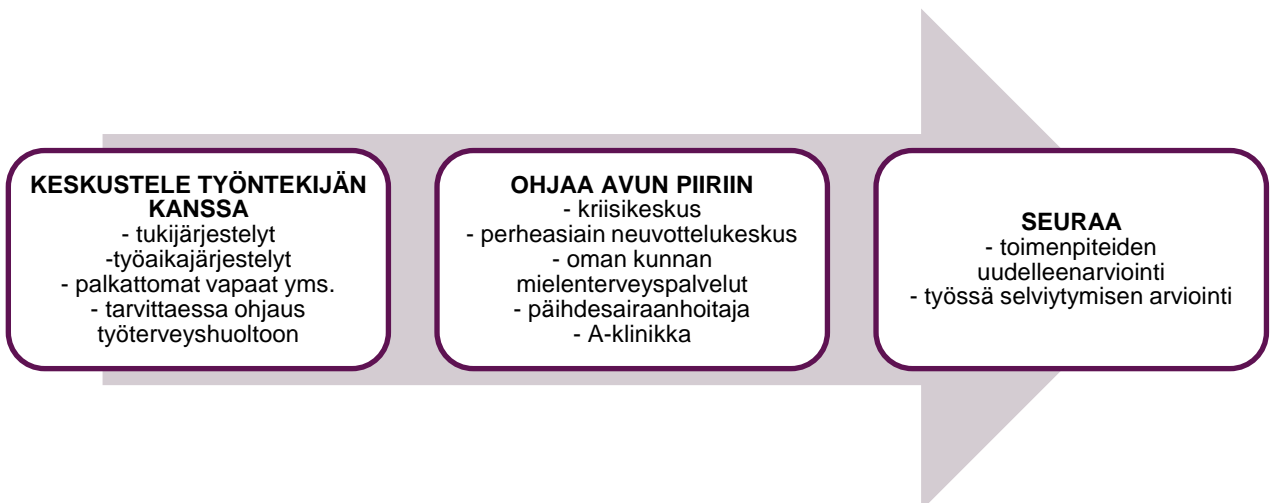 KESKUSTELE TYÖNTEKIJÄN
KANSSA
- tukijärjestelyt
-työaikajärjestelyt
- palkattomat vapaat yms.
- tarvittaessa ohjaus
työterveyshuoltoon
OHJAA AVUN PIIRIIN
- kriisikeskus
- perheasiain neuvottelukeskus
- oman kunnan
mielenterveyspalvelut
- päihdesairaanhoitaja
- A-klinikka
SEURAA
- toimenpiteiden
uudelleenarviointi
- työssä selviytymisen arviointi